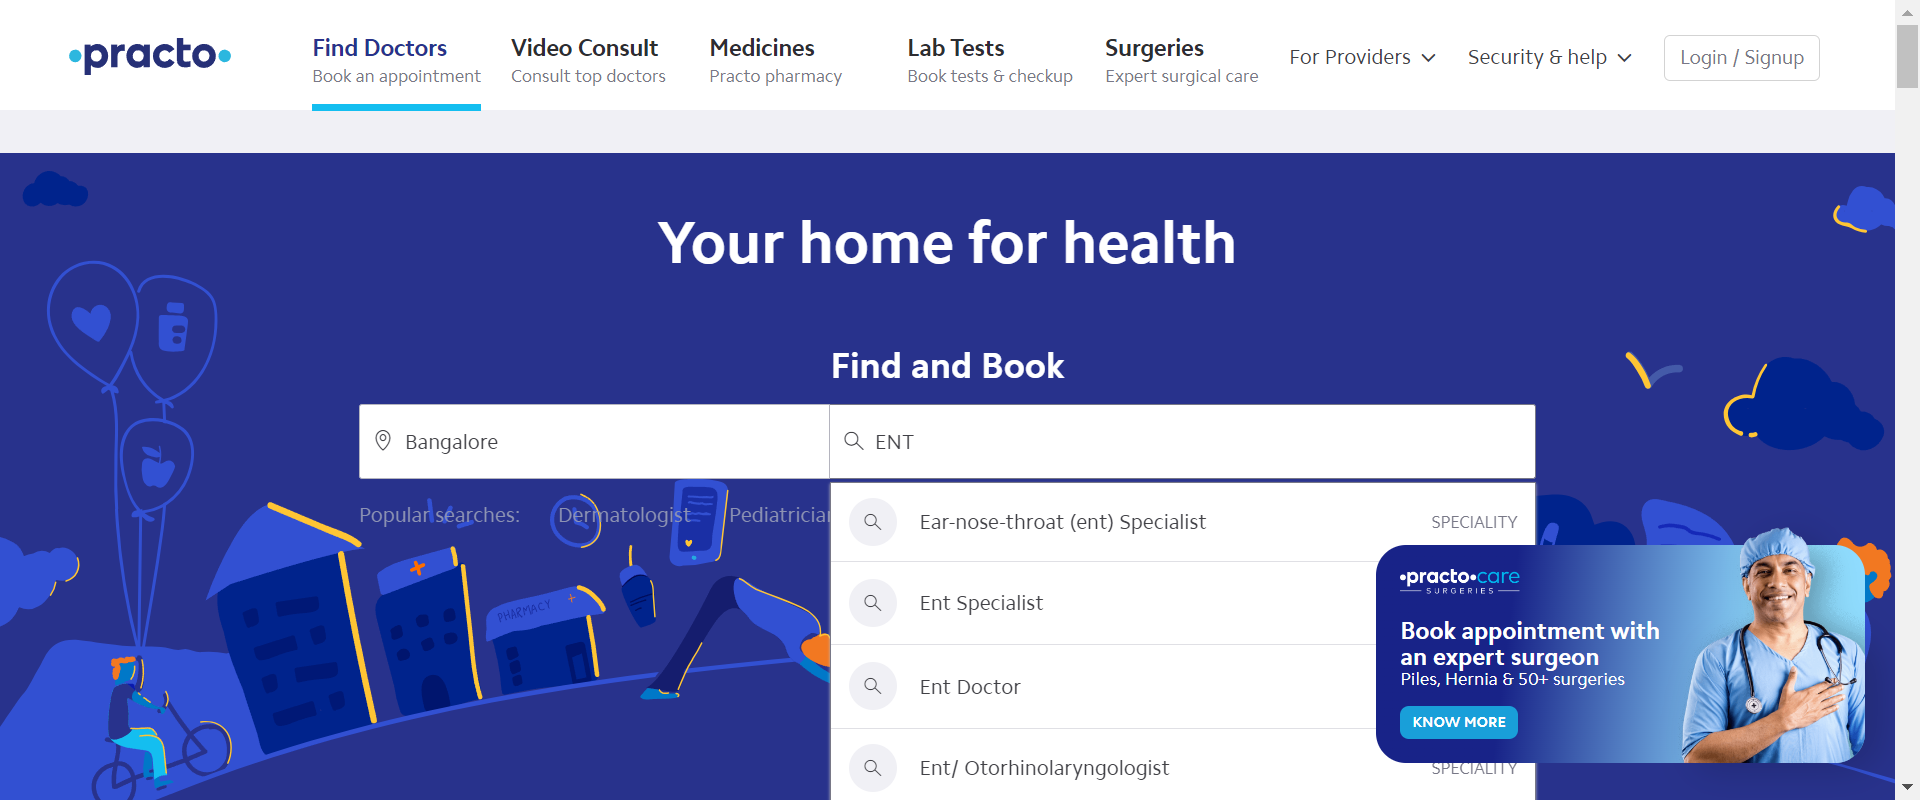 practo
Find Doctors
Book an appointment
Video Consult
Consult top doctors
Medicines
Practo pharmacy
Lab Tests
Book tests & checkup
Surgeries
Expert surgical care
For Providers
Security & help
Login / Signup
Your home for health
Find and Book
Bangalore
ENT
Popular searches:
Dermatologist
Pediatrician
Ear-nose-throat (ent) Specialist
SPECIALITY
Ent Specialist
Ent Doctor
Ent/ Otorhinolaryngologist
SPECIALITY
PHARMACY
practo care
SURGERIES
Book appointment with
an expert surgeon
Piles, Hernia & 50+ surgeries
KNOW MORE